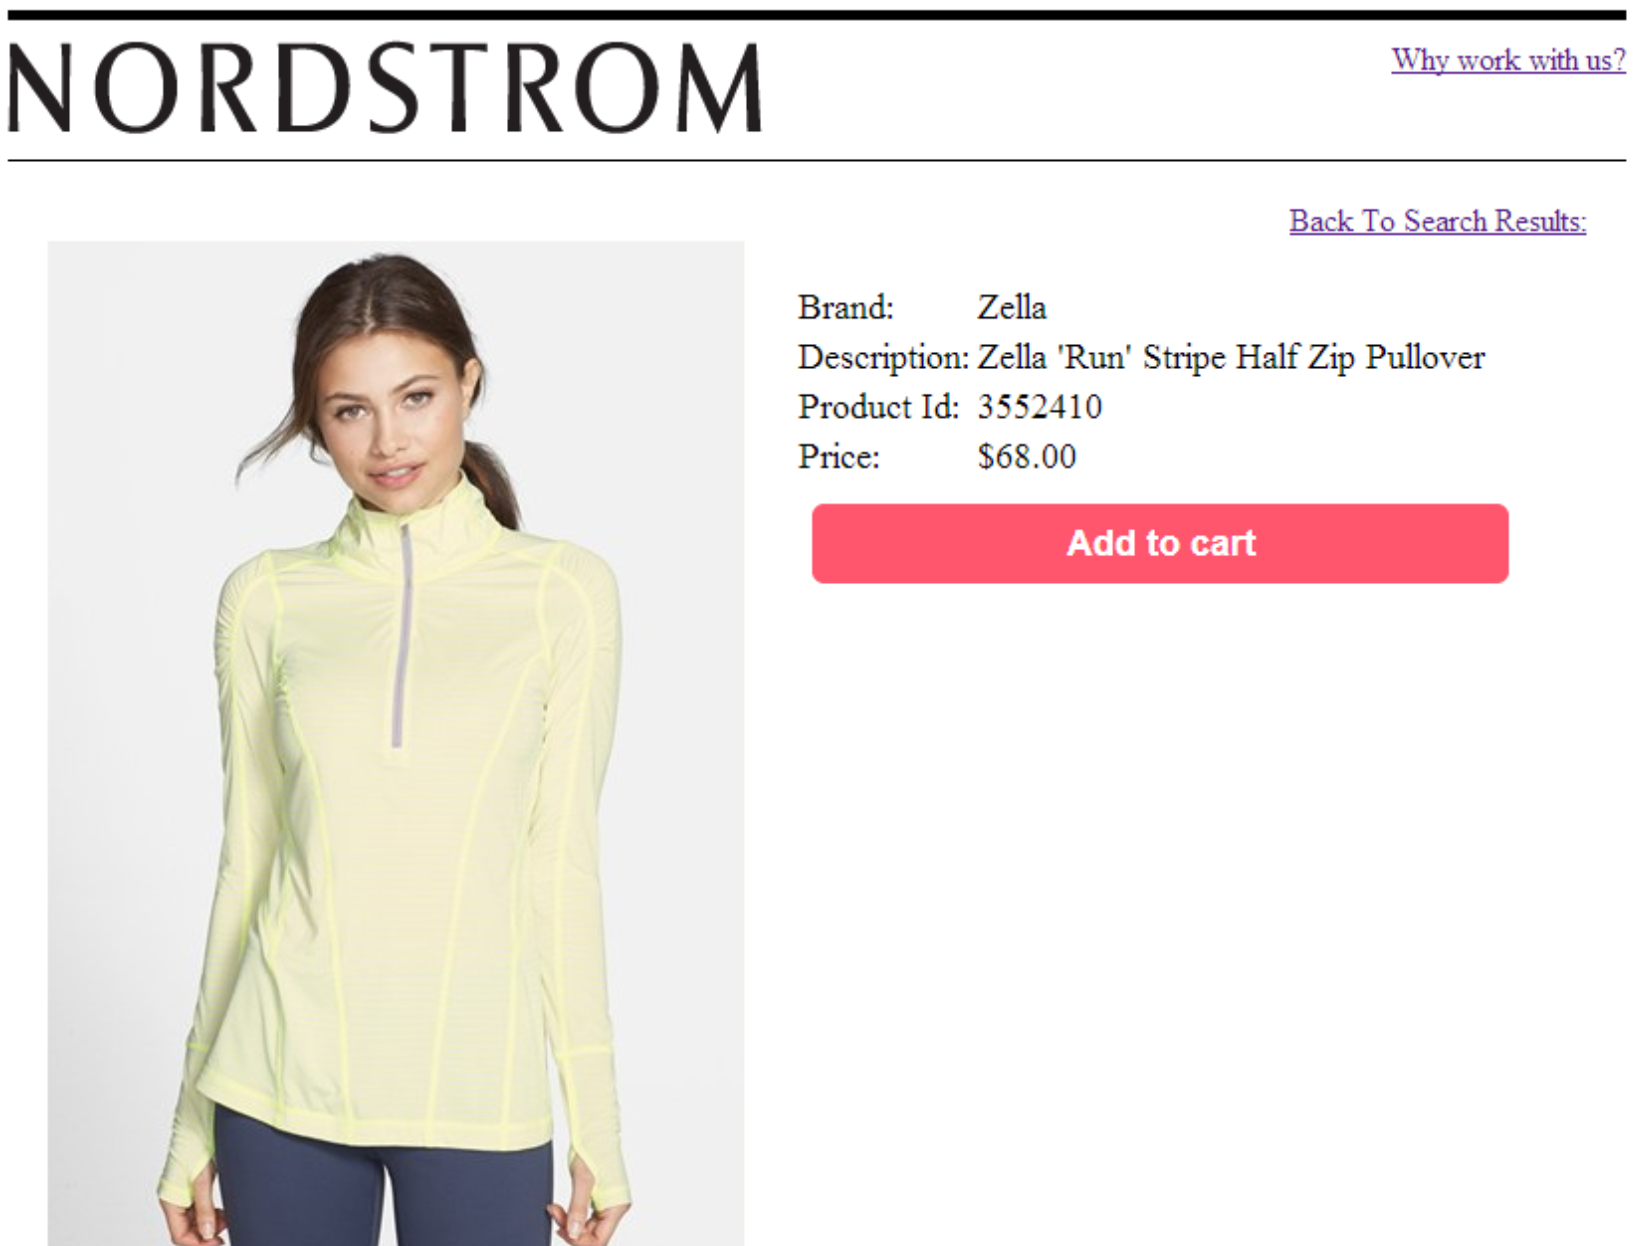 NORDSTROM
Why work with us?
Back To Search Results:
Brand: Zella
Description: Zella 'Run' Stripe Half Zip Pullover
Product Id: 3552410
Price: $68.00
Add to cart